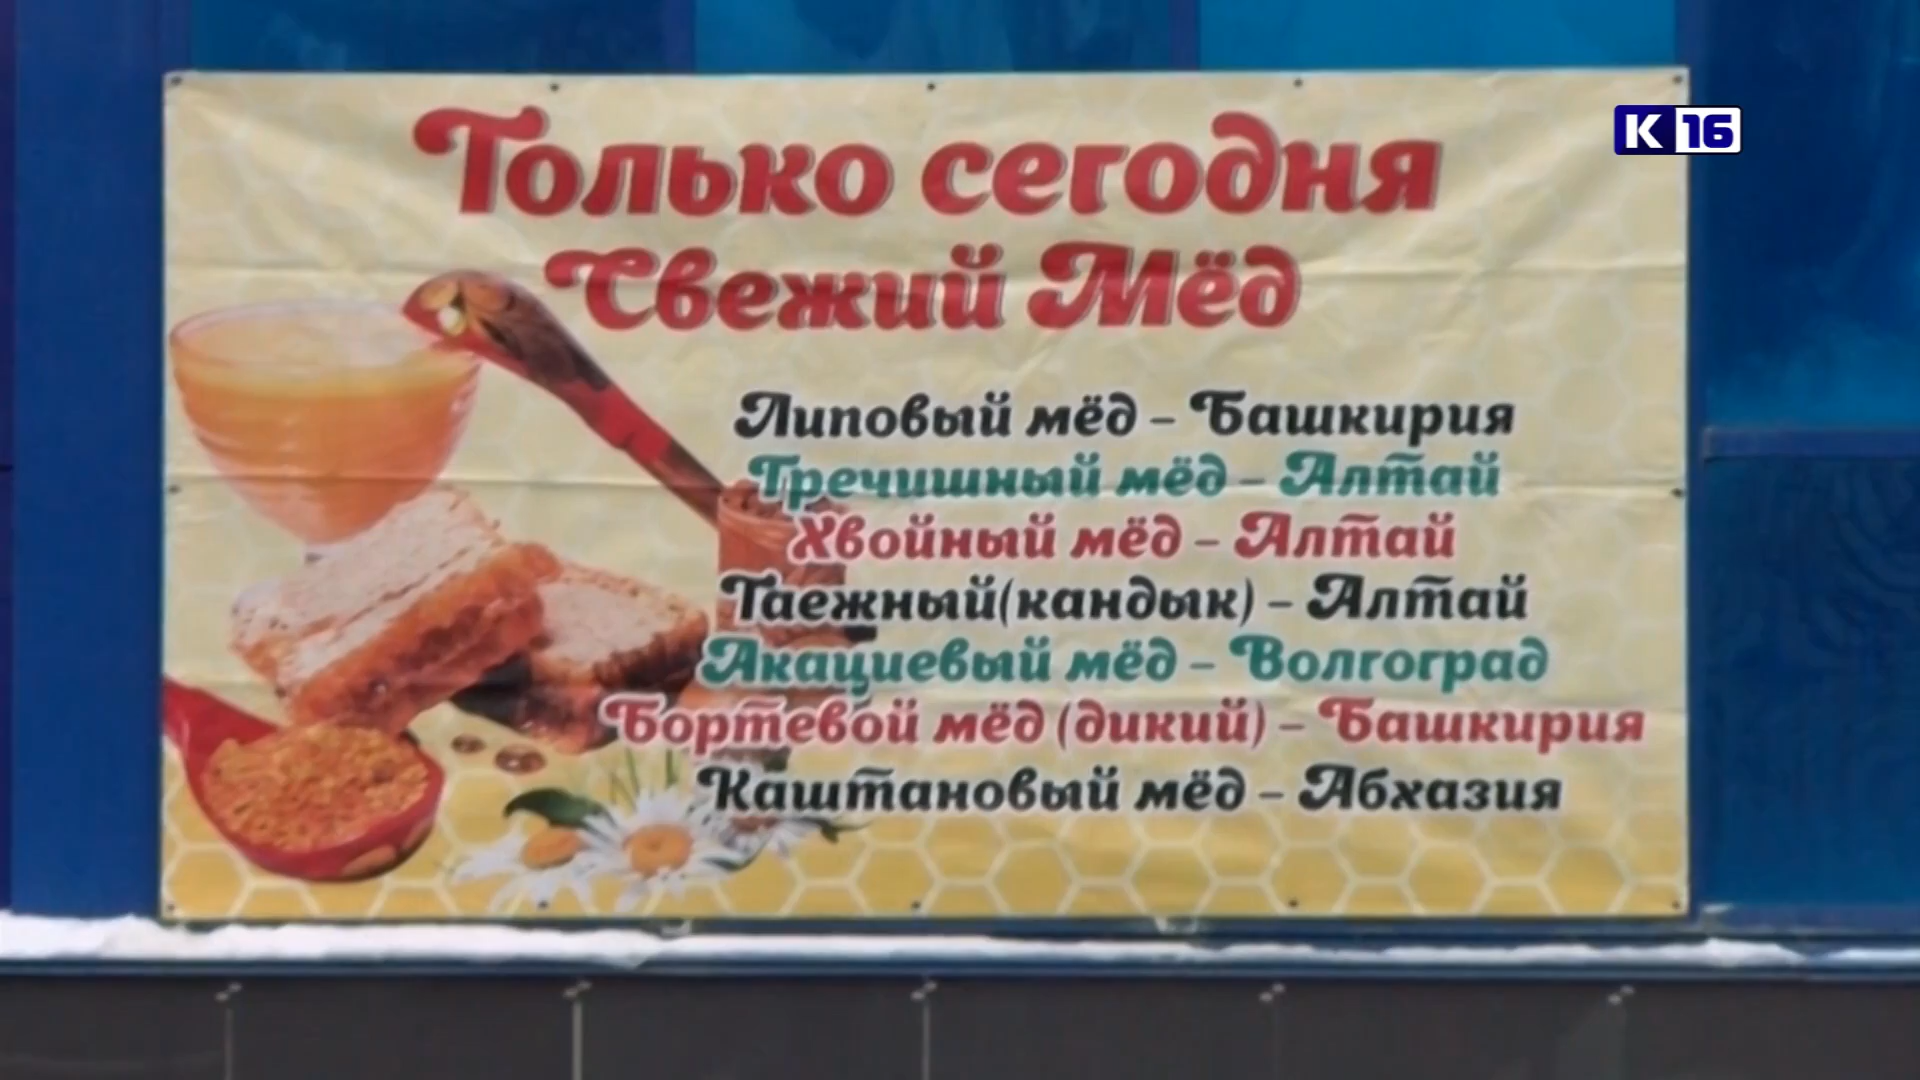 K 16
Только сегодня
Свежий Мёд
Липовый мёд – Башкирия
Гречишный мёд – Алтай
Хвойный мёд – Алтай
Таежный(кандык) – Алтай
Акациевый мёд – Волгоград
Бортевой мёд (дикий) – Башкирия
Каштановый мёд – Абхазия